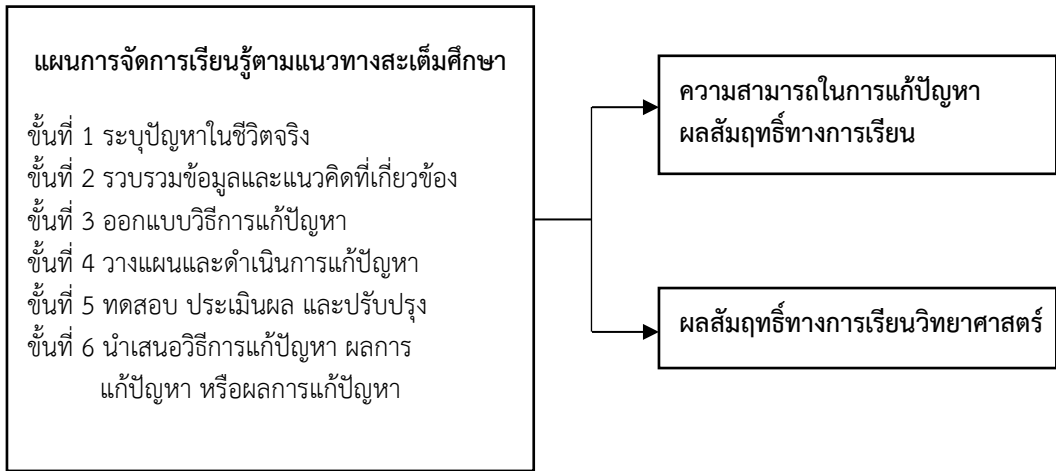 แผนการจัดการเรียนรู้ตามแนวทางสะเต็มศึกษา
ขั้นที่ 1 ระบุปัญหาในชีวิตจริง
ขั้นที่ 2 รวบรวมข้อมูลและแนวคิดที่เกี่ยวข้อง
ขั้นที่ 3 ออกแบบวิธีการแก้ปัญหา
ขั้นที่ 4 วางแผนและดำเนินการแก้ปัญหา
ขั้นที่ 5 ทดสอบ ประเมินผล และปรับปรุง
ขั้นที่ 6 นำเสนอวิธีการแก้ปัญหา ผลการ
แก้ปัญหา หรือผลการแก้ปัญหา
ความสามารถในการแก้ปัญหา
ผลสัมฤทธิ์ทางการเรียน
ผลสัมฤทธิ์ทางการเรียนวิทยาศาสตร์